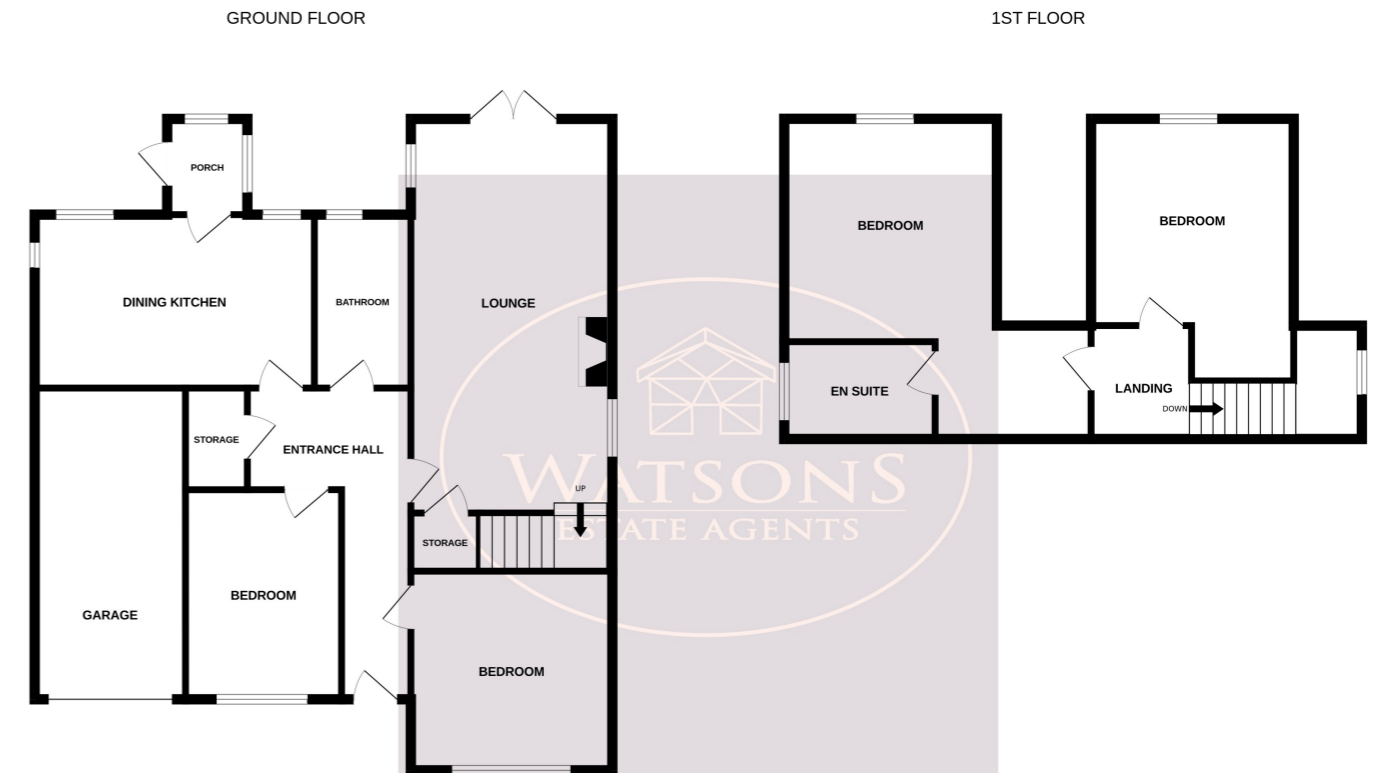 GROUND FLOOR
1ST FLOOR
PORCH
DINING KITCHEN
BATHROOM
LOUNGE
STORAGE
ENTRANCE HALL
UP
STORAGE
GARAGE
BEDROOM
BEDROOM
BEDROOM
BEDROOM
EN SUITE
LANDING
DOWN
WATSONS
ESTATE AGENTS